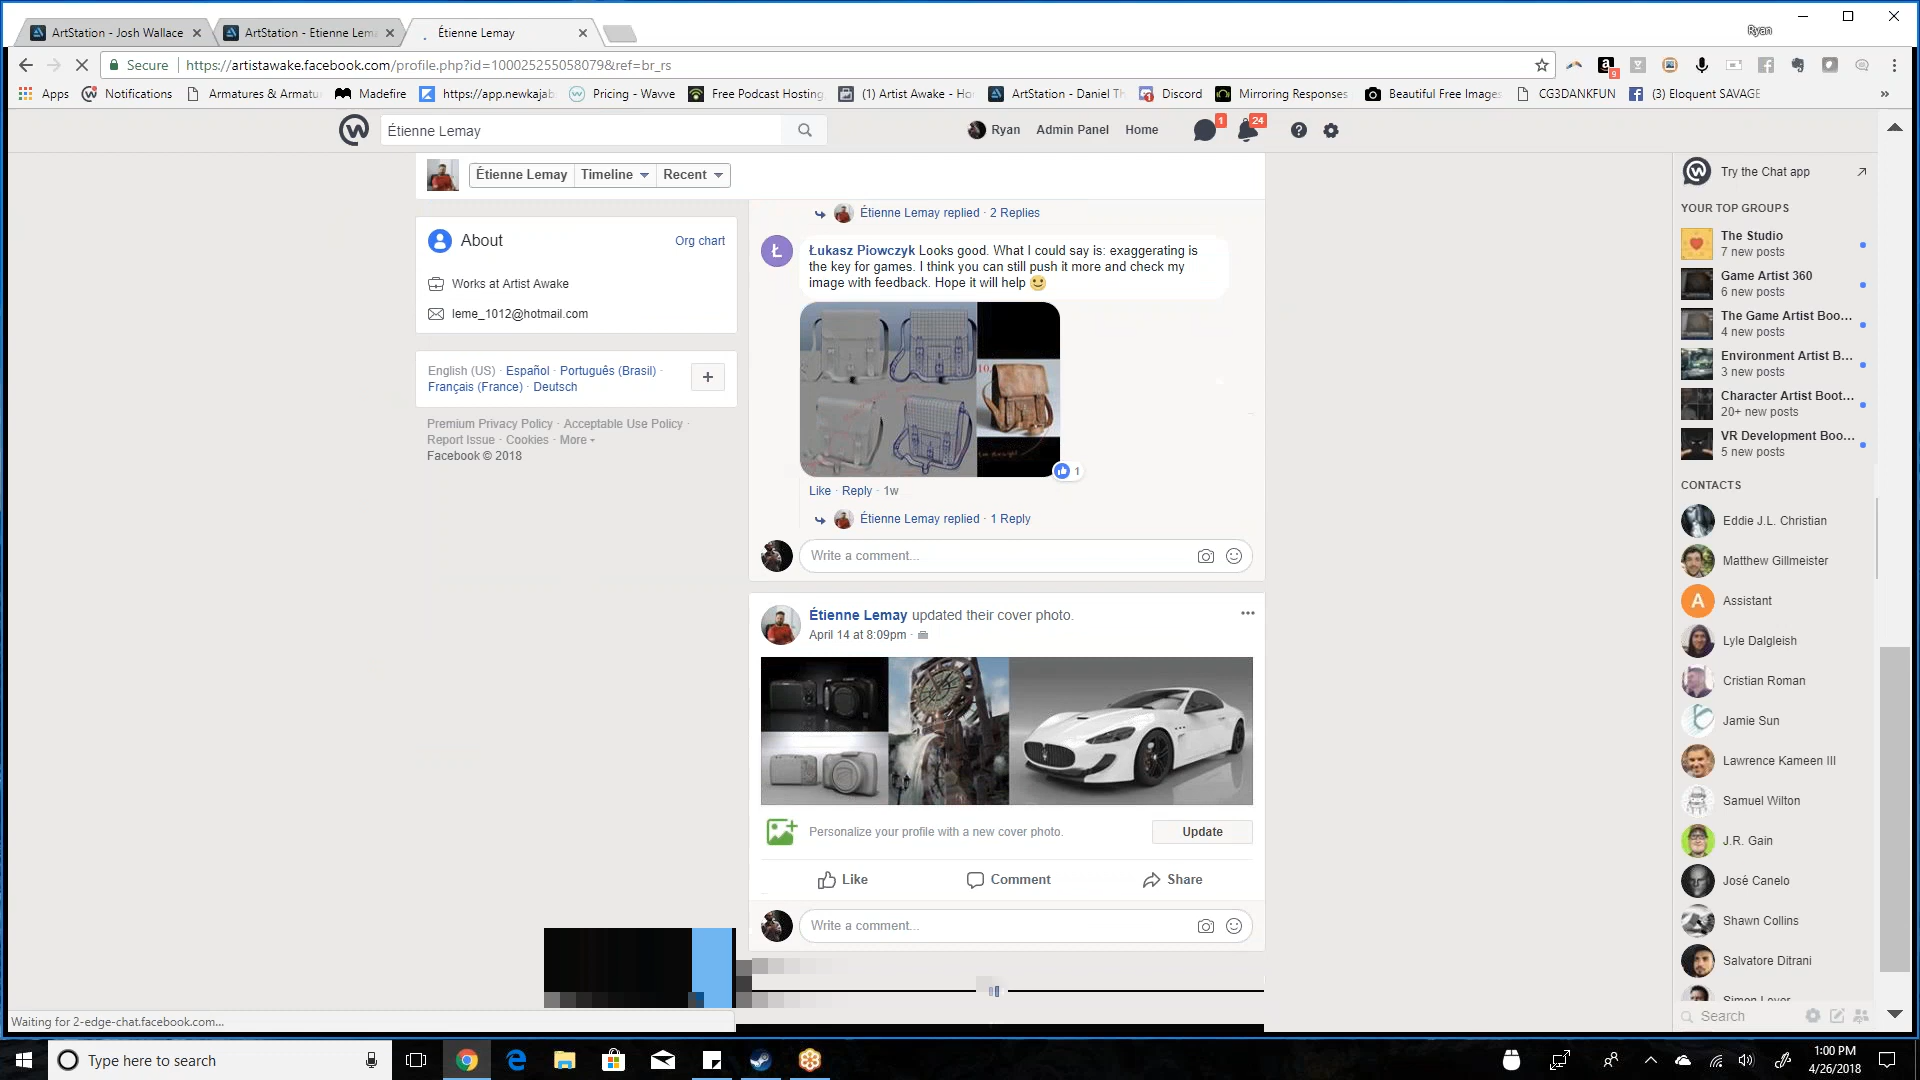 ArtStation - Josh Wallace
ArtStation - Etienne Lema
Étienne Lemay
Ryan
Secure
https://artistawake.facebook.com/profile.php?id=100025255058079&ref=br_rs
9
Apps
Notifications
Armatures & Armatu
Madefire
https://app.newkajab
Pricing - Wavve
Free Podcast Hosting
(1) Artist Awake - Ho
ArtStation - Daniel Th
Discord
Mirroring Responses
Beautiful Free Images
CG3DANKFUN
(3) Eloquent SAVAGE
»
Étienne Lemay
Ryan
Admin Panel
Home
1
24
Étienne Lemay
Timeline
Recent
About
Org chart
Works at Artist Awake
leme_1012@hotmail.com
English (US) · Español · Português (Brasil) ·
Français (France) · Deutsch
+
Premium Privacy Policy · Acceptable Use Policy ·
Report Issue · Cookies · More
Facebook © 2018
Étienne Lemay replied · 2 Replies
Ł
Łukasz Piowczyk Looks good. What I could say is: exaggerating is
the key for games. I think you can still push it more and check my
image with feedback. Hope it will help
10.
1
Like · Reply · 1w
Étienne Lemay replied · 1 Reply
Write a comment...
Étienne Lemay updated their cover photo.
April 14 at 8:09pm ·
Personalize your profile with a new cover photo.
Update
Like
Comment
Share
Write a comment...
Try the Chat app
YOUR TOP GROUPS
The Studio
7 new posts
Game Artist 360
6 new posts
The Game Artist Boo...
4 new posts
Environment Artist B...
3 new posts
Character Artist Boot...
20+ new posts
VR Development Boo...
5 new posts
CONTACTS
Eddie J.L. Christian
Matthew Gillmeister
A
Assistant
Lyle Dalgleish
Cristian Roman
Jamie Sun
Lawrence Kameen III
Samuel Wilton
J.R. Gain
José Canelo
Shawn Collins
Salvatore Ditrani
Search
Waiting for 2-edge-chat.facebook.com...
Type here to search
1:00 PM
4/26/2018